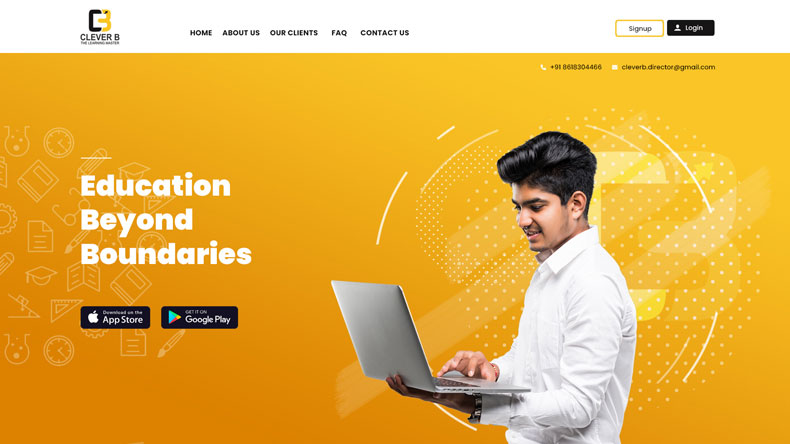 CLEVER B
THE LEARNING MASTER
HOME ABOUT US OUR CLIENTS FAQ CONTACT US
Signup
Login
+91 8618304466 cleverb.director@gmail.com
Education
Beyond
Boundaries
Download on the
App Store
GET IT ON
Google Play